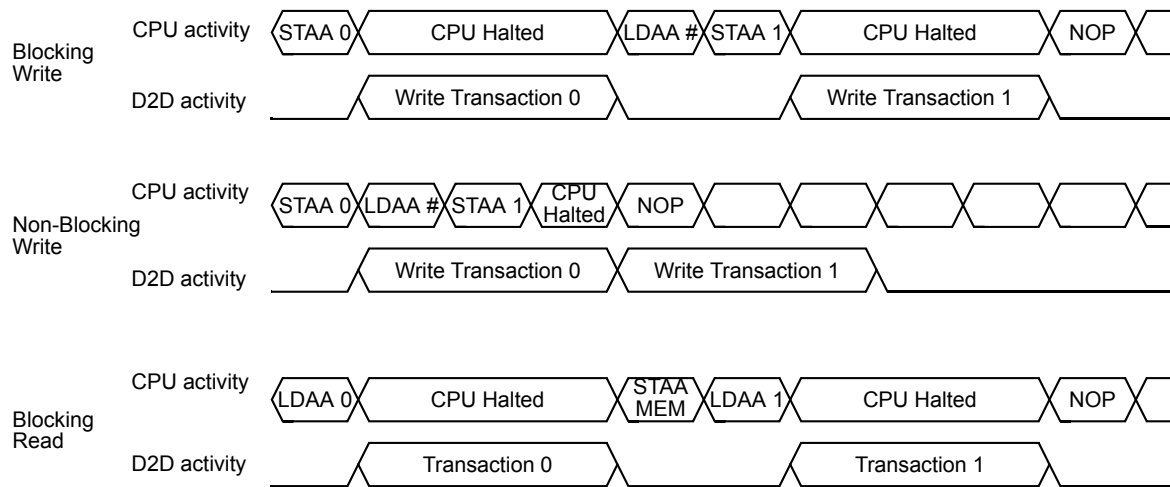 Blocking
Write
CPU activity
STAA 0
CPU Halted
LDAA #
STAA 1
CPU Halted
NOP
D2D activity
Write Transaction 0
Write Transaction 1
Non-Blocking
Write
CPU activity
STAA 0
LDAA #
STAA 1
CPU
Halted
NOP
D2D activity
Write Transaction 0
Write Transaction 1
Blocking
Read
CPU activity
LDAA 0
CPU Halted
STAA
MEM
LDAA 1
CPU Halted
NOP
D2D activity
Transaction 0
Transaction 1